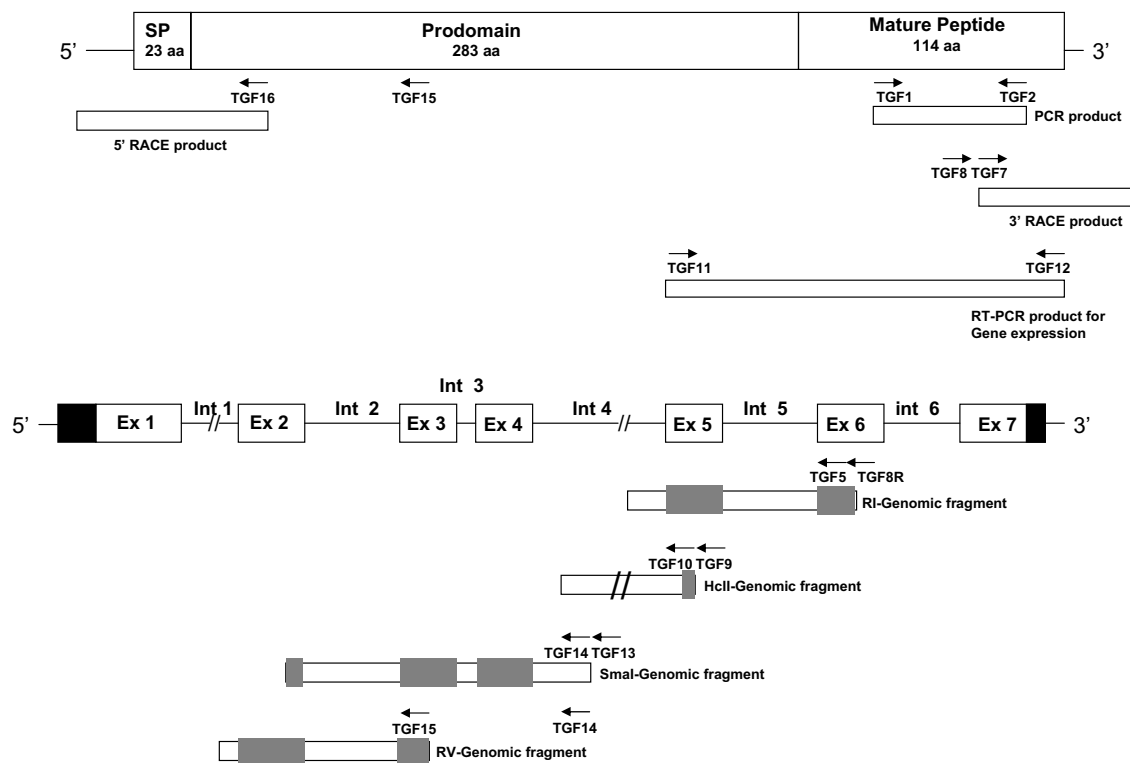 SP
23 aa
Prodomain
283 aa
Mature Peptide
114 aa
5’
3’
TGF16
TGF15
TGF1
TGF2
5’ RACE product
PCR product
TGF8
TGF7
3’ RACE product
TGF11
TGF12
RT-PCR product for
Gene expression
Int 3
Int 1
Int 2
Int 4
Int 5
int 6
5’
Ex 1
//
Ex 2
Ex 3
Ex 4
//
Ex 5
Ex 6
Ex 7
3’
TGF5
TGF8R
RI-Genomic fragment
TGF10
TGF9
//
HcII-Genomic fragment
TGF14
TGF13
SmaI-Genomic fragment
TGF15
TGF14
RV-Genomic fragment